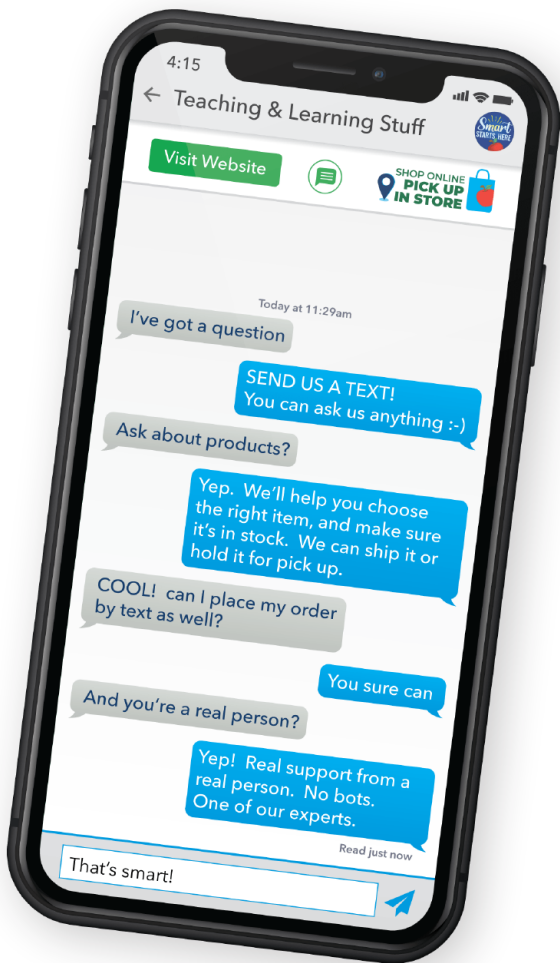 4:15
Teaching & Learning Stuff
Smart
STARTS HERE
Visit Website
SHOP ONLINE
PICK UP
IN STORE
Today at 11:29am
I've got a question
SEND US A TEXT!
You can ask us anything :-)
Ask about products?
Yep.  We'll help you choose
the right item, and make sure
it's in stock.  We can ship it or
hold it for pick up.
COOL!  can I place my order
by text as well?
You sure can
And you're a real person?
Yep!  Real support from a
real person.  No bots.
One of our experts.
Read just now
That's smart!